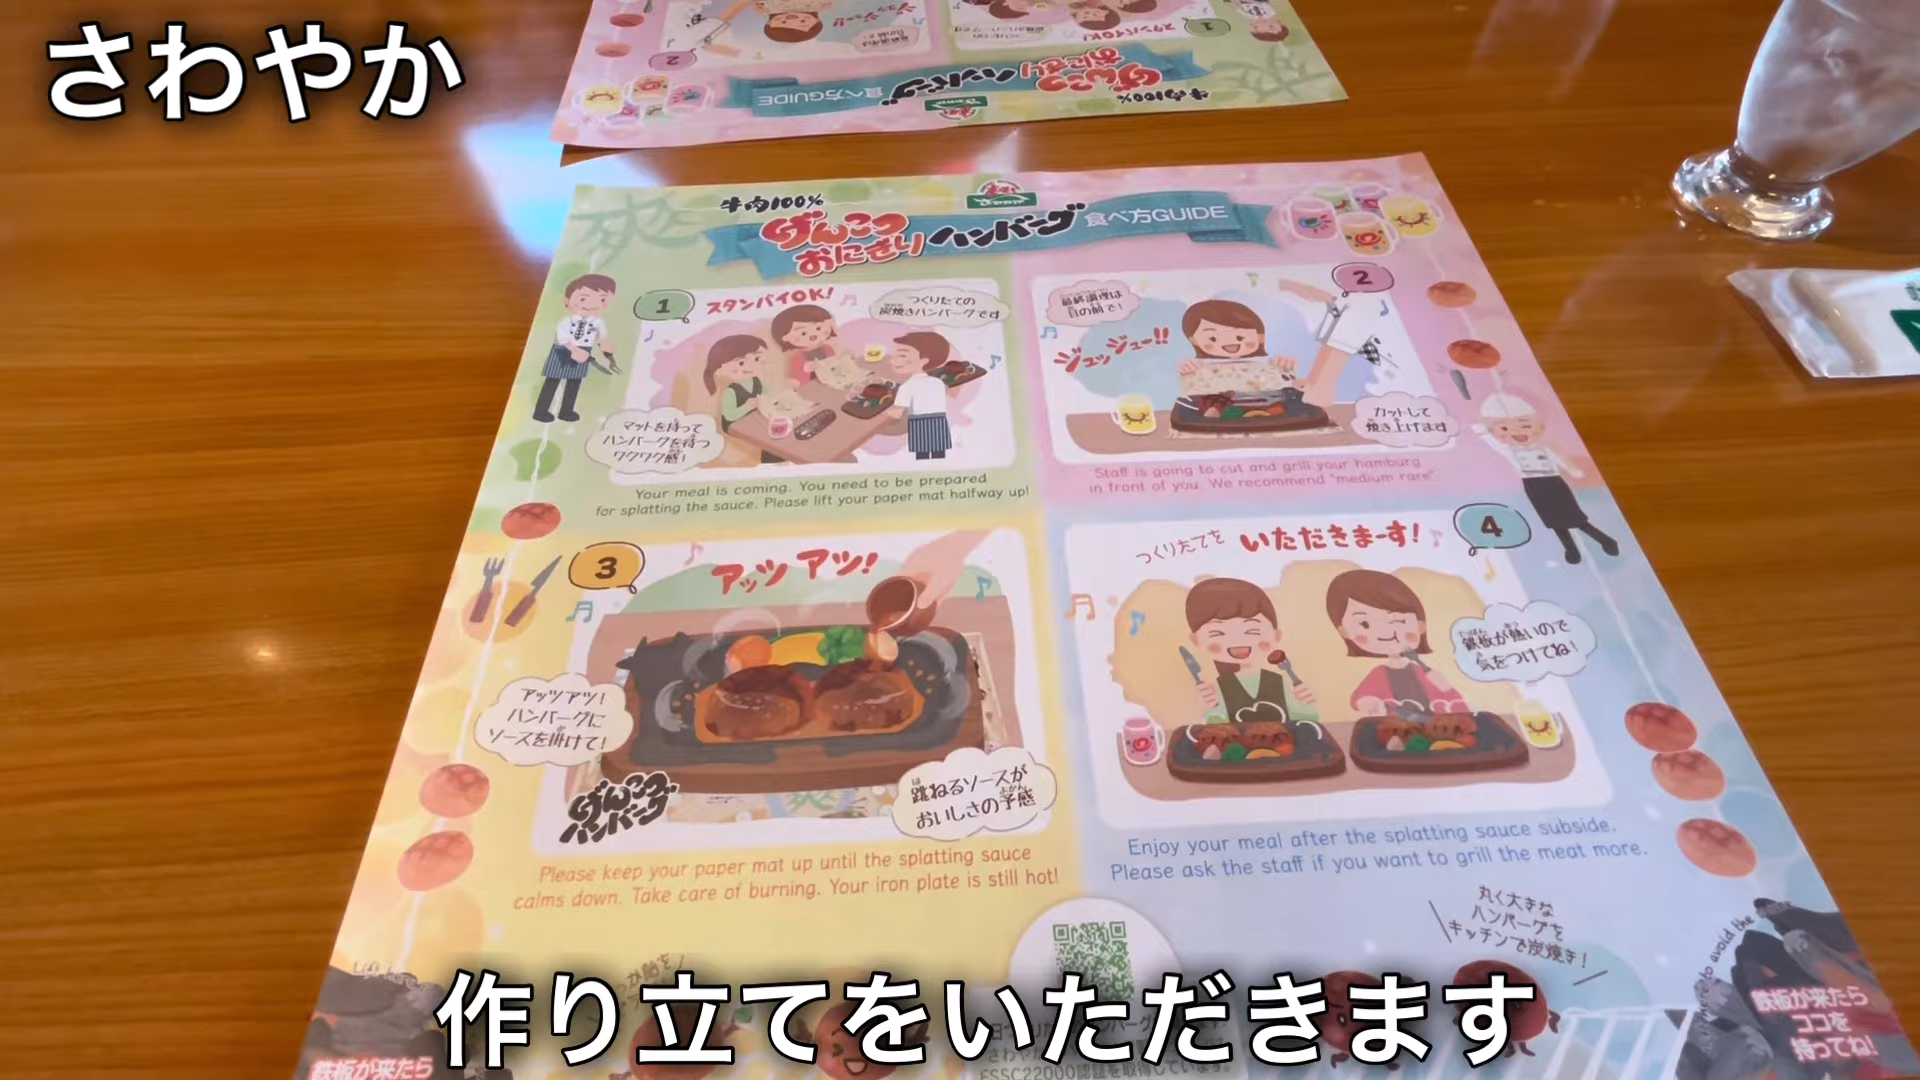 さわやか
牛肉100%
げんこつ
おにぎり
ハンバーグ
食べ方GUIDE
1
スタンバイOK!
つくりたての
炭焼きハンバーグです
マットを持って
ハンバーグを待つ
ワクワク感!
Your meal is coming. You need to be prepared
for splatting the sauce. Please lift your paper mat halfway up!
2
最終調理は
目の前で!
ジュッジュー!!
カットして
焼き上げます
Staff is going to cut and grill your hamburg
in front of you. We recommend "medium rare".
3
アッツアツ!
アッツアツ!
ハンバーグに
ソースを掛けて!
げんこつ
ハンバーグ
跳ねるソースが
おいしさの予感
Please keep your paper mat up until the splatting sauce
calms down. Take care of burning. Your iron plate is still hot!
4
つくりたてを いただきまーす!
鉄板が熱いので
気をつけてね!
Enjoy your meal after the splatting sauce subside.
Please ask the staff if you want to grill the meat more.
丸く大きな
ハンバーグを
キッチンで炭焼き!
鉄板が来たら
ココを
持ってね!
鉄板が来たら
作り立てをいただきます